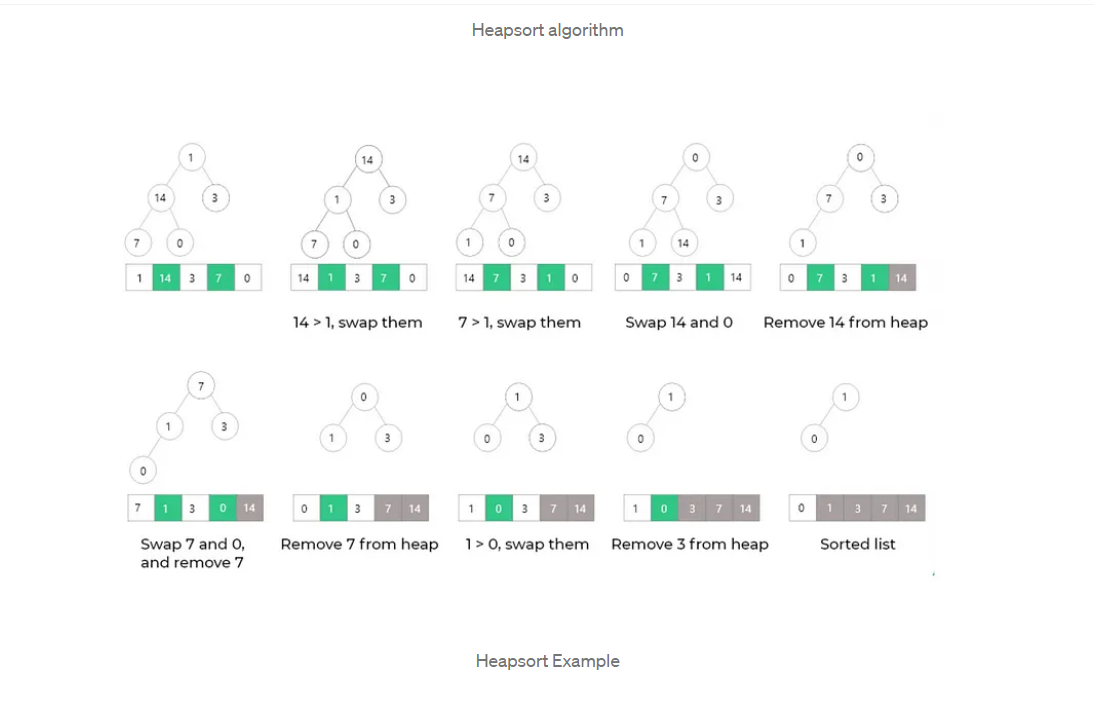 Heapsort algorithm
1
14
3
7
0
1 14 3 7 0
14
1
3
7
0
14 1 3 7 0
14 > 1, swap them
14
7
3
1
0
14 7 3 1 0
7 > 1, swap them
0
7
3
1
14
0 7 3 1 14
Swap 14 and 0
0
7
3
1
0 7 3 1 14
Remove 14 from heap
7
1
3
0
7 1 3 0 14
Swap 7 and 0,
and remove 7
0
1
3
0 1 3 7 14
Remove 7 from heap
1
0
3
1 0 3 7 14
1 > 0, swap them
1
0
1 0 3 7 14
Remove 3 from heap
1
0
0 1 3 7 14
Sorted list
Heapsort Example